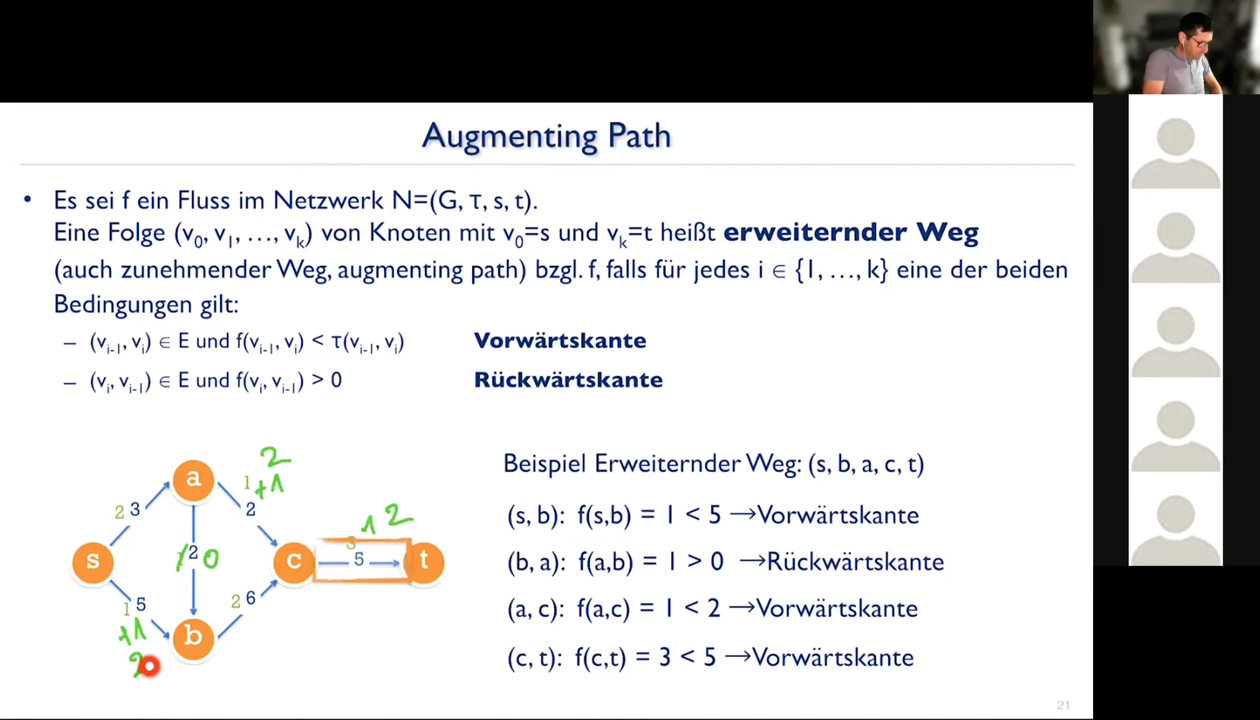 Augmenting Path
• Es sei f ein Fluss im Netzwerk N=(G, τ, s, t).
Eine Folge (v₀, v₁, …, vₖ) von Knoten mit v₀=s und vₖ=t heißt erweiternder Weg
(auch zunehmender Weg, augmenting path) bzgl. f, falls für jedes i ∈ {1, …, k} eine der beiden
Bedingungen gilt:
– (vᵢ₋₁, vᵢ) ∈ E und f(vᵢ₋₁, vᵢ) < τ(vᵢ₋₁, vᵢ) Vorwärtskante
– (vᵢ, vᵢ₋₁) ∈ E und f(vᵢ, vᵢ₋₁) > 0 Rückwärtskante
2
a
1
+1
2 3
2
1 2
3
s
1 2 0
c
5
t
1 5
2 6
+1
b
2
Beispiel Erweiternder Weg: (s, b, a, c, t)
(s, b): f(s,b) = 1 < 5 →Vorwärtskante
(b, a): f(a,b) = 1 > 0 →Rückwärtskante
(a, c): f(a,c) = 1 < 2 →Vorwärtskante
(c, t): f(c,t) = 3 < 5 →Vorwärtskante
21